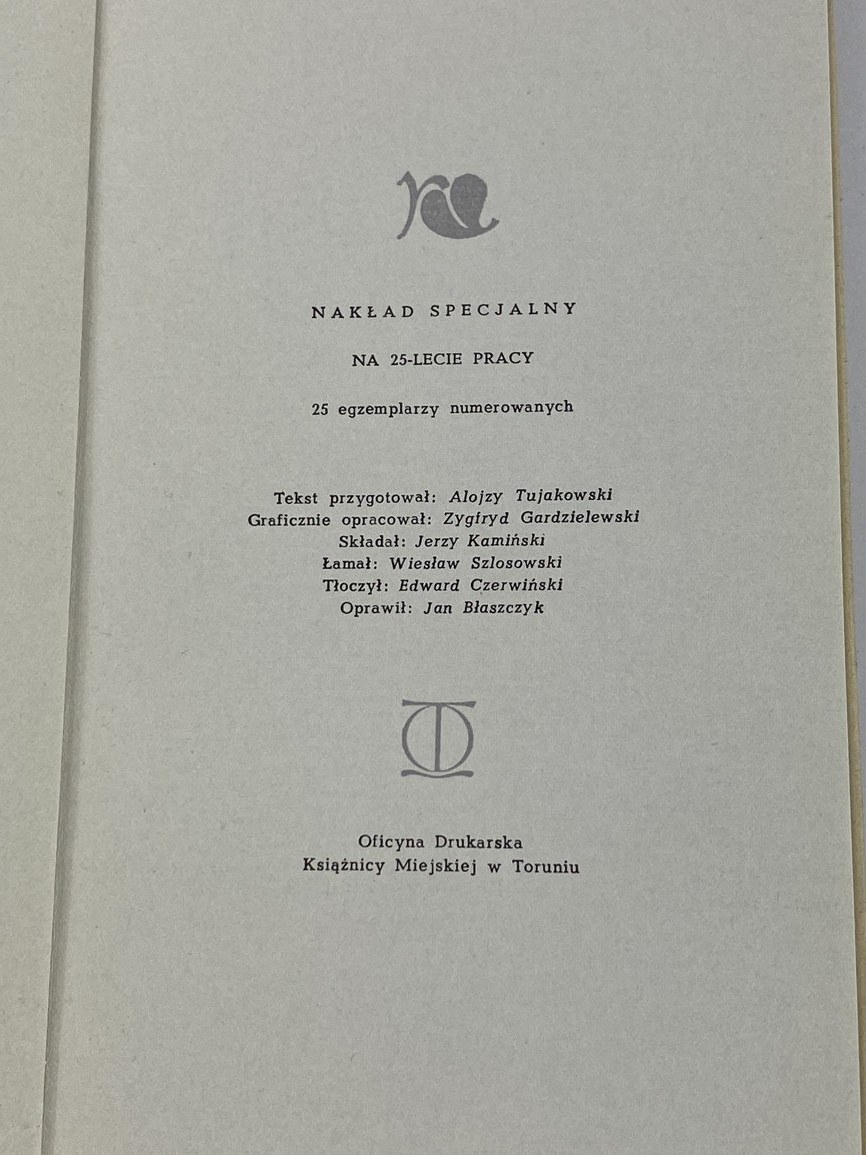 NAKŁAD SPECJALNY
NA 25-LECIE PRACY
25 egzemplarzy numerowanych
Tekst przygotował: Alojzy Tujakowski
Graficznie opracował: Zygfryd Gardzielewski
Składał: Jerzy Kamiński
Łamał: Wiesław Szlosowski
Tłoczył: Edward Czerwiński
Oprawił: Jan Błaszczyk
Oficyna Drukarska
Książnicy Miejskiej w Toruniu